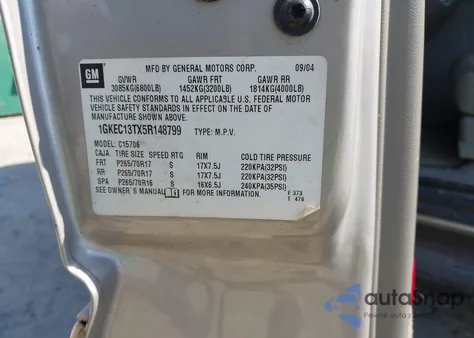 GM
MFD BY GENERAL MOTORS CORP. 09/04
GVWR GAWR FRT GAWR RR
3085KG(6800LB) 1452KG(3200LB) 1814KG(4000LB)
THIS VEHICLE CONFORMS TO ALL APPLICABLE U.S. FEDERAL MOTOR
VEHICLE SAFETY STANDARDS IN EFFECT ON THE DATE OF
MANUFACTURE SHOWN ABOVE.
1GKEC13TX5R148799 TYPE: M.P.V.
MODEL: C15706
CAJA TIRE SIZE SPEED RTG RIM COLD TIRE PRESSURE
FRT P265/70R17 S 17X7.5J 220KPA(32PSI)
RR P265/70R17 S 17X7.5J 220KPA(32PSI)
SPA P265/70R16 S 16X6.5J 240KPA(35PSI)
SEE OWNER'S MANUAL FOR MORE INFORMATION.
F 373
T 478
autoSnap
Pewne auto z